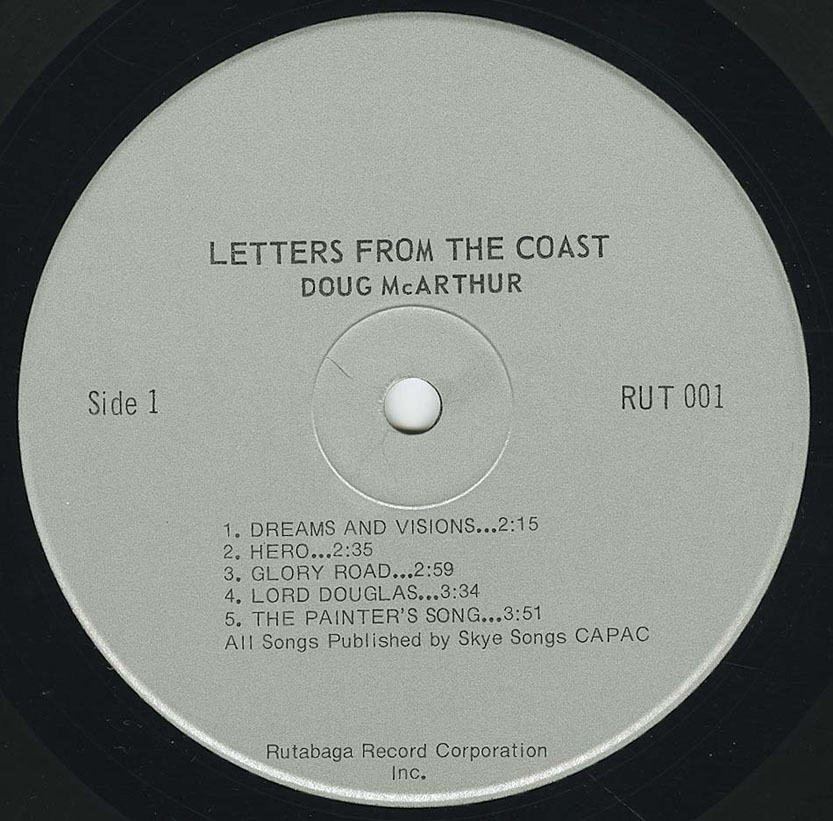 LETTERS FROM THE COAST
DOUG McARTHUR
Side 1
RUT 001
1. DREAMS AND VISIONS...2:15
2. HERO...2:35
3. GLORY ROAD...2:59
4. LORD DOUGLAS...3:34
5. THE PAINTER'S SONG...3:51
All Songs Published by Skye Songs CAPAC
Rutabaga Record Corporation
Inc.